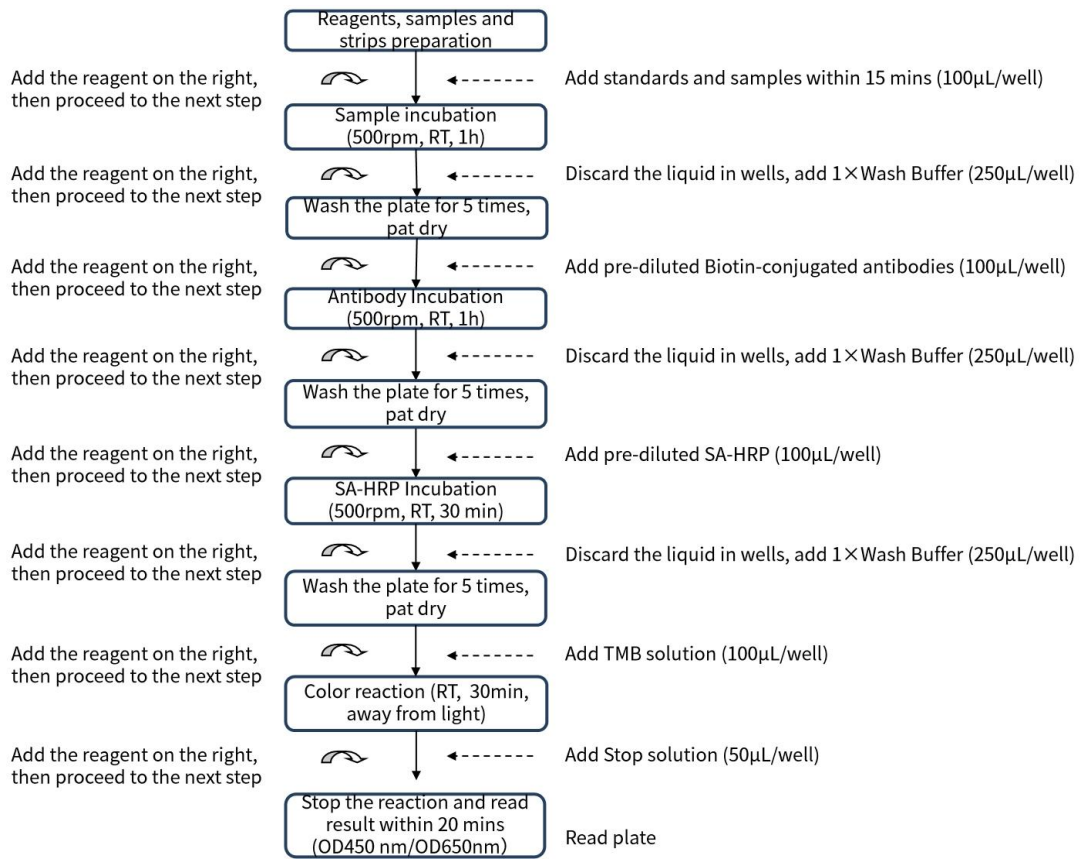 Reagents, samples and
strips preparation
Add the reagent on the right,
then proceed to the next step
Add standards and samples within 15 mins (100μL/well)
Sample incubation
(500rpm, RT, 1h)
Add the reagent on the right,
then proceed to the next step
Discard the liquid in wells, add 1×Wash Buffer (250μL/well)
Wash the plate for 5 times,
pat dry
Add the reagent on the right,
then proceed to the next step
Add pre-diluted Biotin-conjugated antibodies (100μL/well)
Antibody Incubation
(500rpm, RT, 1h)
Add the reagent on the right,
then proceed to the next step
Discard the liquid in wells, add 1×Wash Buffer (250μL/well)
Wash the plate for 5 times,
pat dry
Add the reagent on the right,
then proceed to the next step
Add pre-diluted SA-HRP (100μL/well)
SA-HRP Incubation
(500rpm, RT, 30 min)
Add the reagent on the right,
then proceed to the next step
Discard the liquid in wells, add 1×Wash Buffer (250μL/well)
Wash the plate for 5 times,
pat dry
Add the reagent on the right,
then proceed to the next step
Add TMB solution (100μL/well)
Color reaction (RT, 30min,
away from light)
Add the reagent on the right,
then proceed to the next step
Add Stop solution (50μL/well)
Stop the reaction and read
result within 20 mins
(OD450 nm/OD650nm）
Read plate